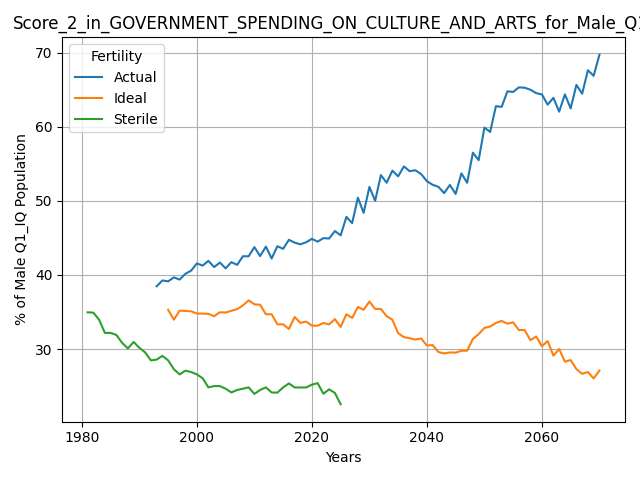 Score_2_in_GOVERNMENT_SPENDING_ON_CULTURE_AND_ARTS_for_Male_Q1
Fertility
Actual
Ideal
Sterile
% of Male Q1_IQ Population
70
60
50
40
30
1980
2000
2020
2040
2060
Years